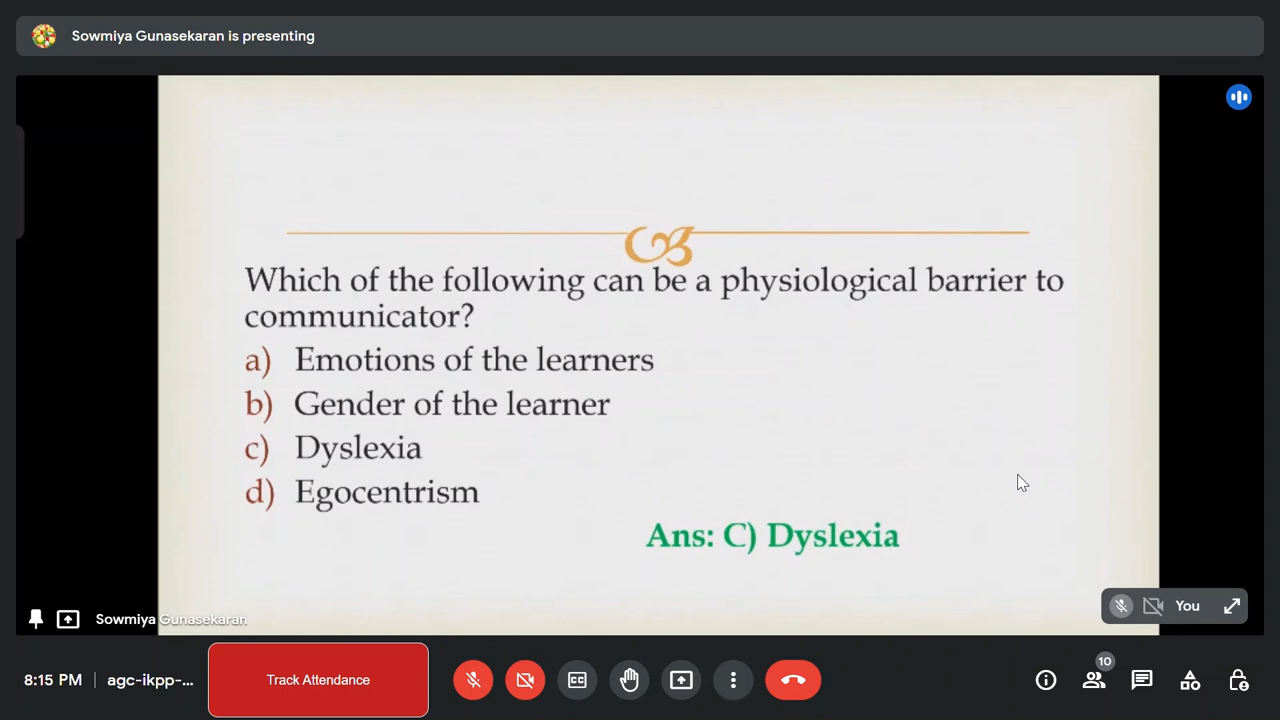 Sowmiya Gunasekaran is presenting
Which of the following can be a physiological barrier to
communicator?
a) Emotions of the learners
b) Gender of the learner
c) Dyslexia
d) Egocentrism
Ans: C) Dyslexia
Sowmiya Gunasekaran
You
8:15 PM | agc-ikpp-...
Track Attendance
CC
10